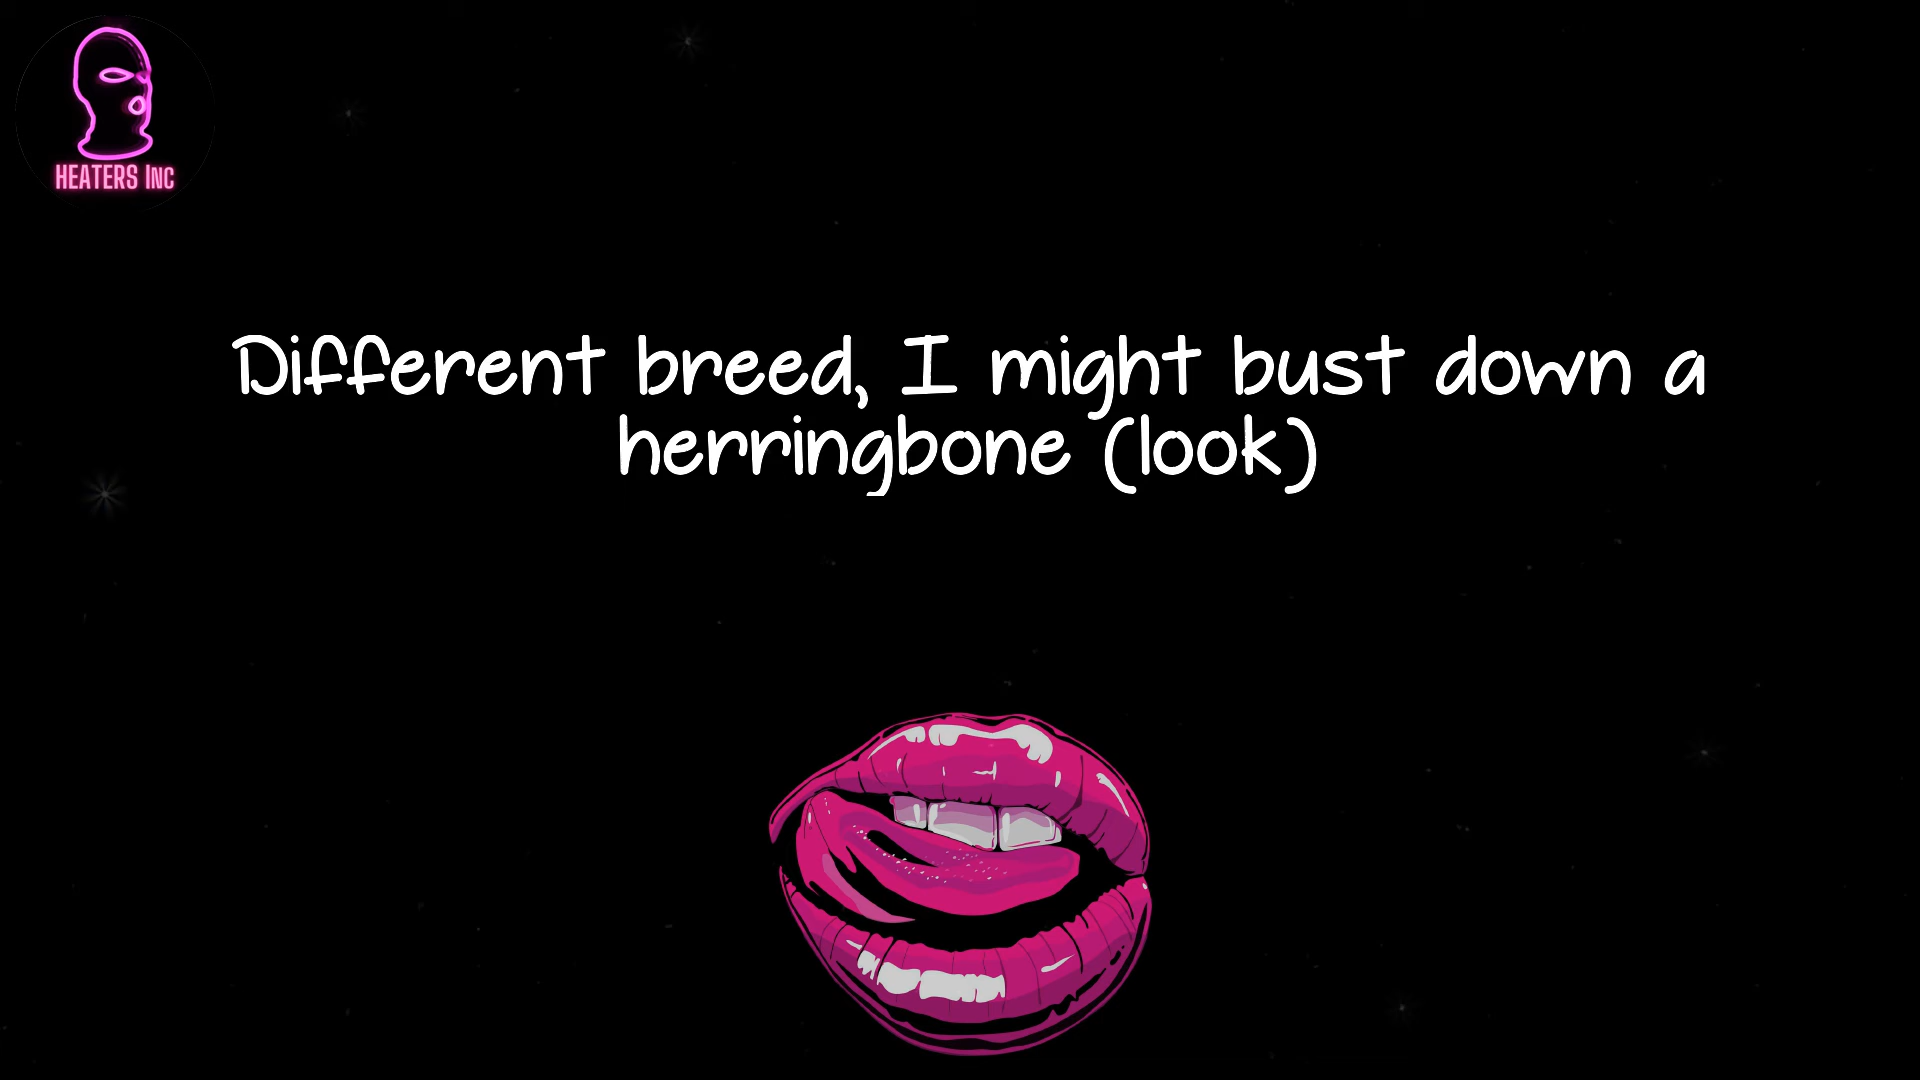 HEATERS INC
Different breed, I might bust down a
herringbone (look)